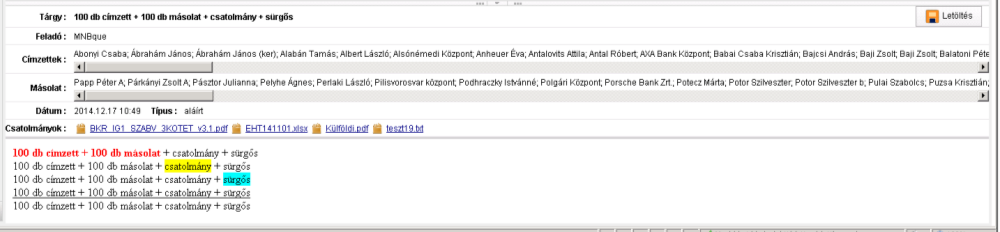 Tárgy: 100 db címzett + 100 db másolat + csatolmány + sürgős
Letöltés
Feladó: MNBque
Címzettek: Abonyi Csaba; Ábrahám János; Ábrahám János (ker); Alabán Tamás; Albert László; Alsónémedi Központ; Anheuer Éva; Antalovits Attila; Antal Róbert; AXA Bank Központ; Babai Csaba Krisztián; Bajcsi András; Baji Zsolt; Baji Zsolt; Balatoni Péte
Másolat: Papp Péter A; Párkányi Zsolt A; Pásztor Julianna; Pelyhe Ágnes; Perlaki László; Pilisvorosvar központ; Podhraczky Istvánné; Polgári Központ; Porsche Bank Zrt.; Potecz Márta; Potor Szilveszter; Potor Szilveszter b; Pulai Szabolcs; Puzsa Krisztián;
Dátum: 2014.12.17 10:49 Típus: aláírt
Csatolmányok: BKR_IG1_SZABV_3KOTET_v3.1.pdf EHT141101.xlsx Külföldi.pdf teszt19.txt
100 db címzett + 100 db másolat + csatolmány + sürgős
100 db címzett + 100 db másolat + csatolmány + sürgős
100 db címzett + 100 db másolat + csatolmány + sürgős
100 db címzett + 100 db másolat + csatolmány + sürgős
100 db címzett + 100 db másolat + csatolmány + sürgős